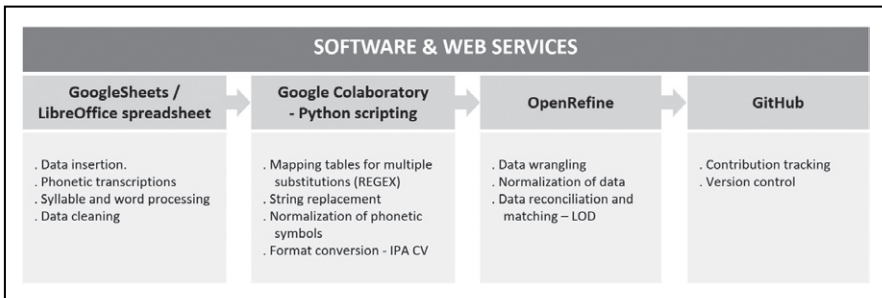 SOFTWARE & WEB SERVICES
GoogleSheets /
LibreOffice spreadsheet
. Data insertion.
. Phonetic transcriptions
. Syllable and word processing
. Data cleaning
Google Colaboratory
- Python scripting
. Mapping tables for multiple
substitutions (REGEX)
. String replacement
. Normalization of phonetic
symbols
. Format conversion - IPA CV
OpenRefine
. Data wrangling
. Normalization of data
. Data reconciliation and
matching – LOD
GitHub
. Contribution tracking
. Version control